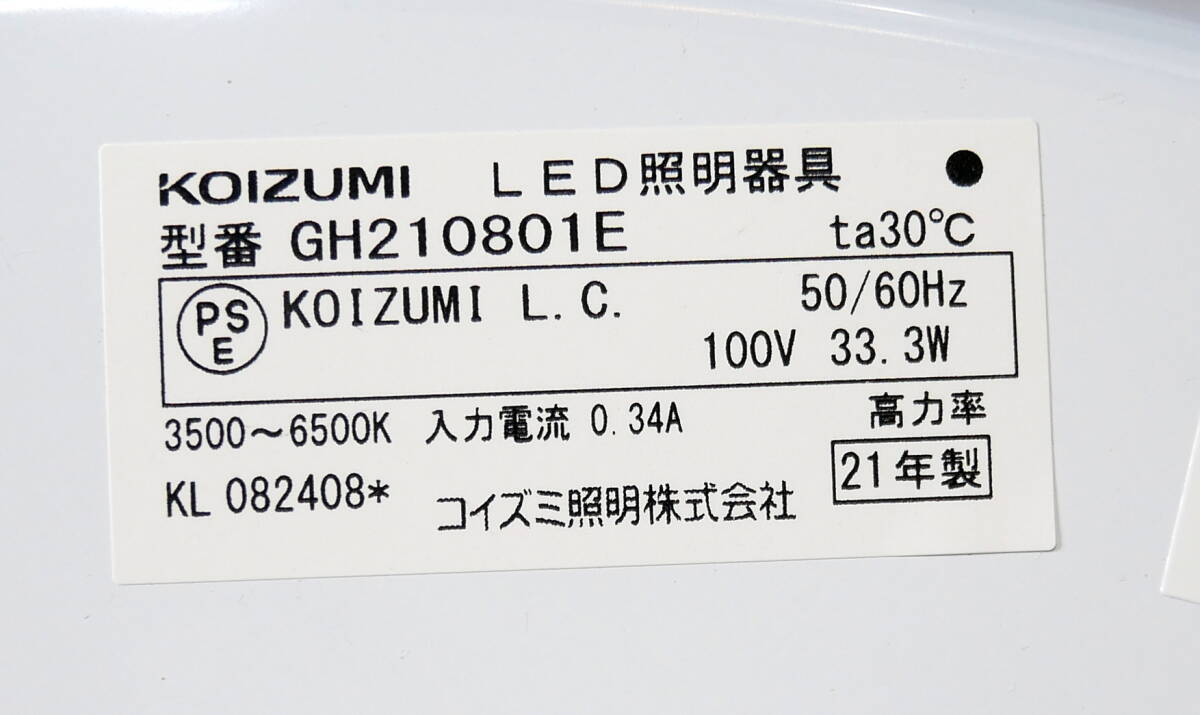 KOIZUMI LED照明器具 ●
型番 GH210801E ta30℃
PSE KOIZUMI L.C. 50/60Hz
100V 33.3W
3500～6500K 入力電流 0.34A 高力率
KL 082408* コイズミ照明株式会社 21年製